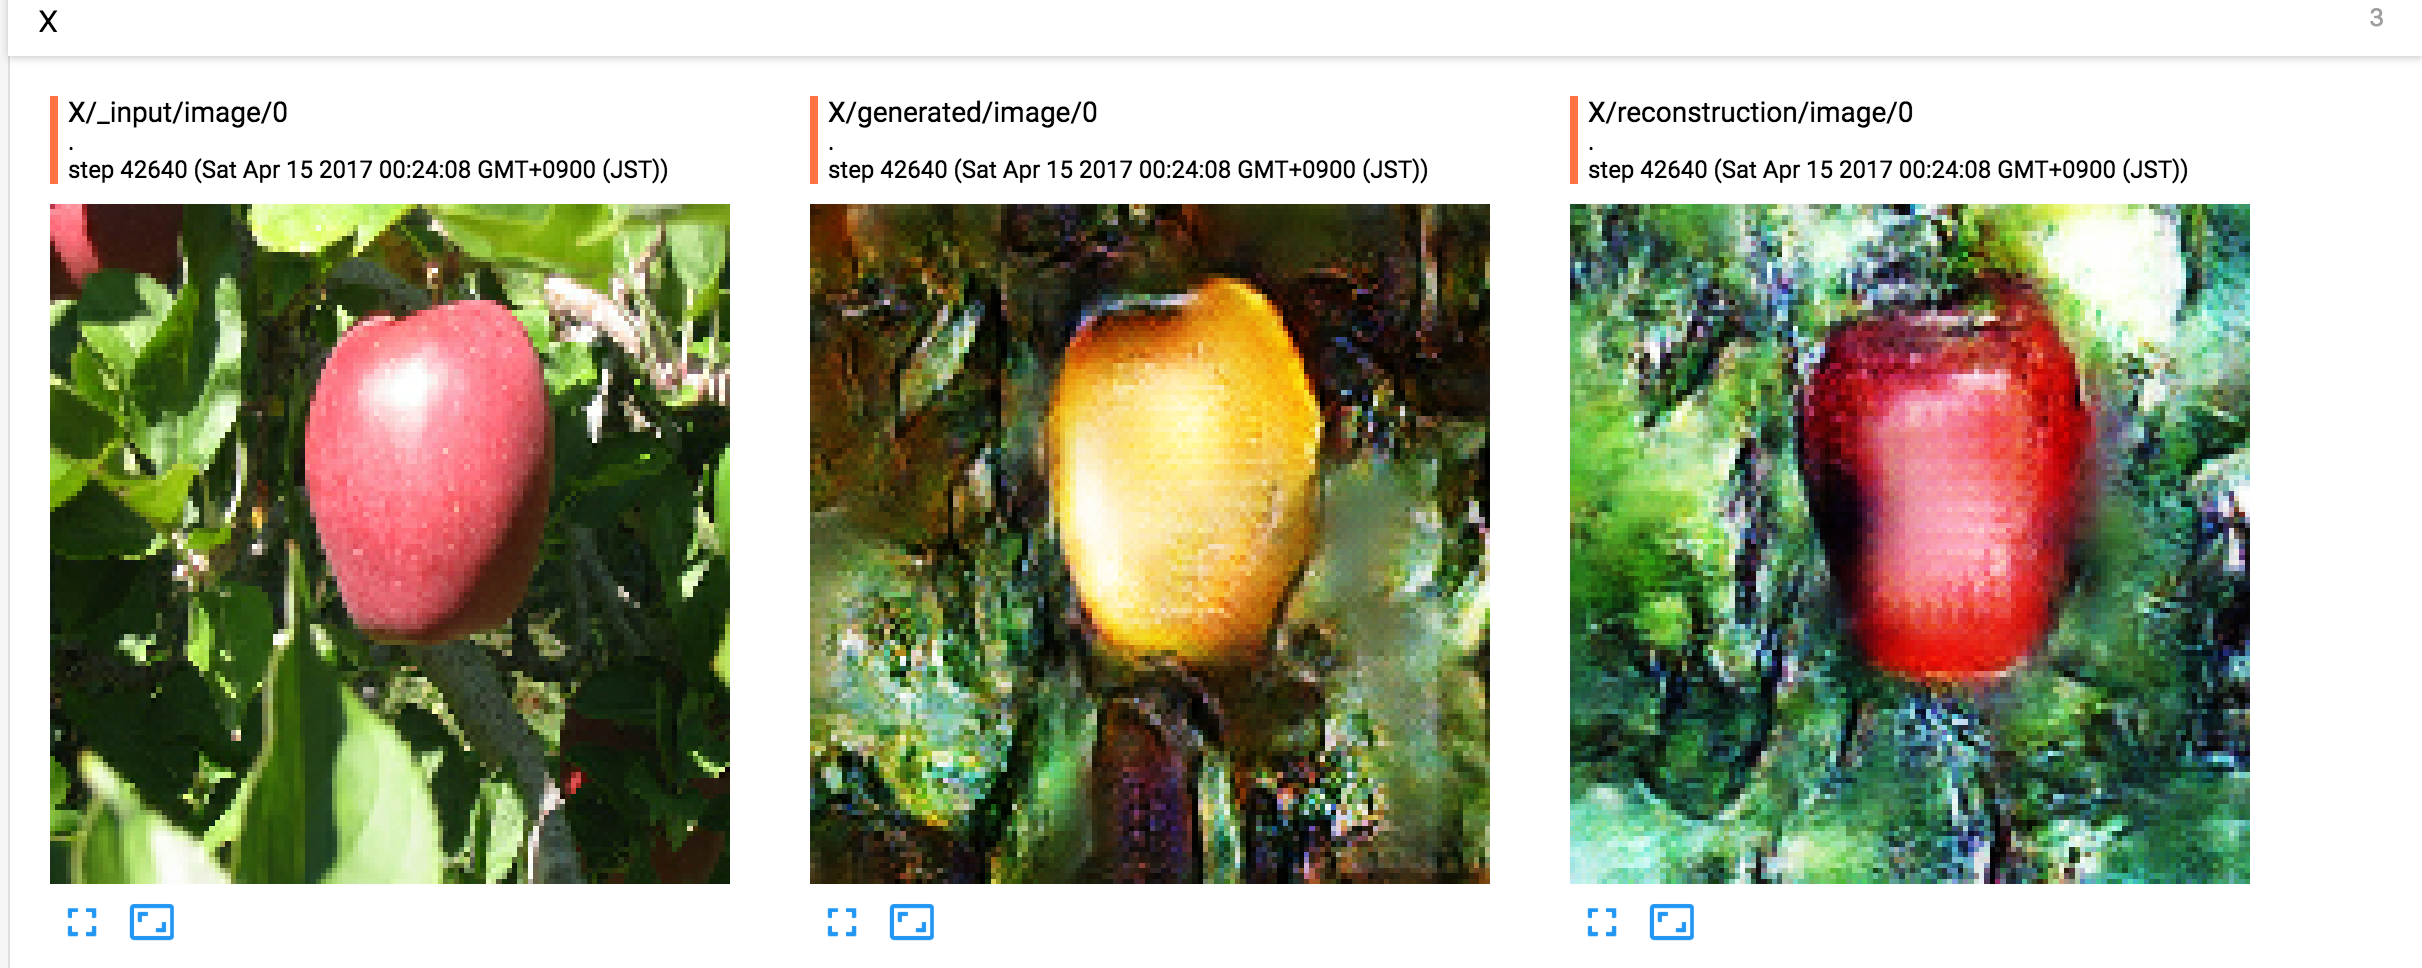 X
3
X/_input/image/0
.
step 42640 (Sat Apr 15 2017 00:24:08 GMT+0900 (JST))
X/generated/image/0
.
step 42640 (Sat Apr 15 2017 00:24:08 GMT+0900 (JST))
X/reconstruction/image/0
.
step 42640 (Sat Apr 15 2017 00:24:08 GMT+0900 (JST))